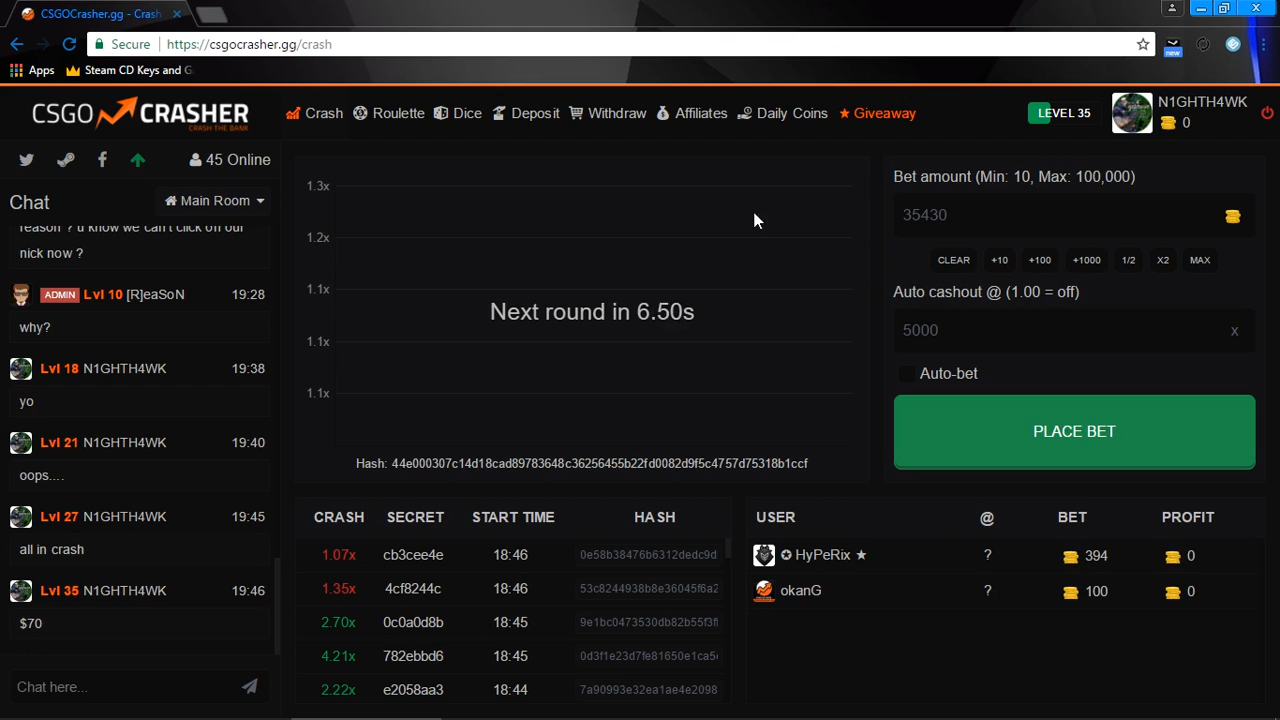 CSGOCrasher.gg - Crash
Secure https://csgocrasher.gg/crash
new
Apps Steam CD Keys and G
CSGO CRASHER
CRASH THE BANK
Crash Roulette Dice Deposit Withdraw Affiliates Daily Coins Giveaway
LEVEL 35
N1GHTH4WK
0
45 Online
Chat
Main Room
reason ? u know we can't click off our
nick now ?
ADMIN Lvl 10 [R]eaSoN 19:28
why?
Lvl 18 N1GHTH4WK 19:38
yo
Lvl 21 N1GHTH4WK 19:40
oops....
Lvl 27 N1GHTH4WK 19:45
all in crash
Lvl 35 N1GHTH4WK 19:46
$70
Chat here...
1.3x
1.2x
1.1x
1.1x
1.1x
Next round in 6.50s
Hash: 44e000307c14d18cad89783648c36256455b22fd0082d9f5c4757d75318b1ccf
Bet amount (Min: 10, Max: 100,000)
35430
CLEAR +10 +100 +1000 1/2 X2 MAX
Auto cashout @ (1.00 = off)
5000 x
Auto-bet
PLACE BET
CRASH SECRET START TIME HASH
1.07x cb3cee4e 18:46 0e58b38476b6312dedc9d
1.35x 4cf8244c 18:46 53c8244938b8e36045f6a2
2.70x 0c0a0d8b 18:45 9e1bc0473530db82b55f3f
4.21x 782ebbd6 18:45 0d3f1e23d7fe81650e1ca5
2.22x e2058aa3 18:44 7a90993e32ea1ae4e2098
USER @ BET PROFIT
✪ HyPeRix ★ ? 394 0
okanG ? 100 0